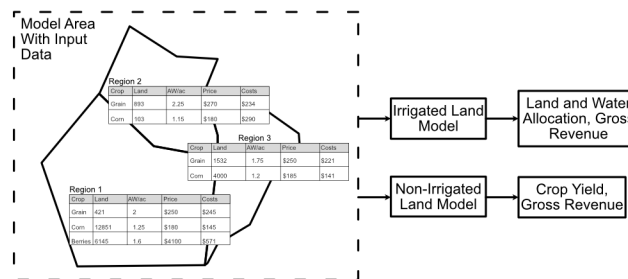 Model Area
With Input
Data
Region 2
Crop Land AW/ac Price Costs
Grain 893 2.25 $270 $234
Corn 103 1.15 $180 $290
Region 3
Crop Land AW/ac Price Costs
Grain 1532 1.75 $250 $221
Corn 4000 1.2 $185 $141
Region 1
Crop Land AW/ac Price Costs
Grain 421 2 $250 $245
Corn 12851 1.25 $180 $145
Berries 6145 1.6 $4100 $571
Irrigated Land
Model
Land and Water
Allocation, Gross
Revenue
Non-Irrigated
Land Model
Crop Yield,
Gross Revenue